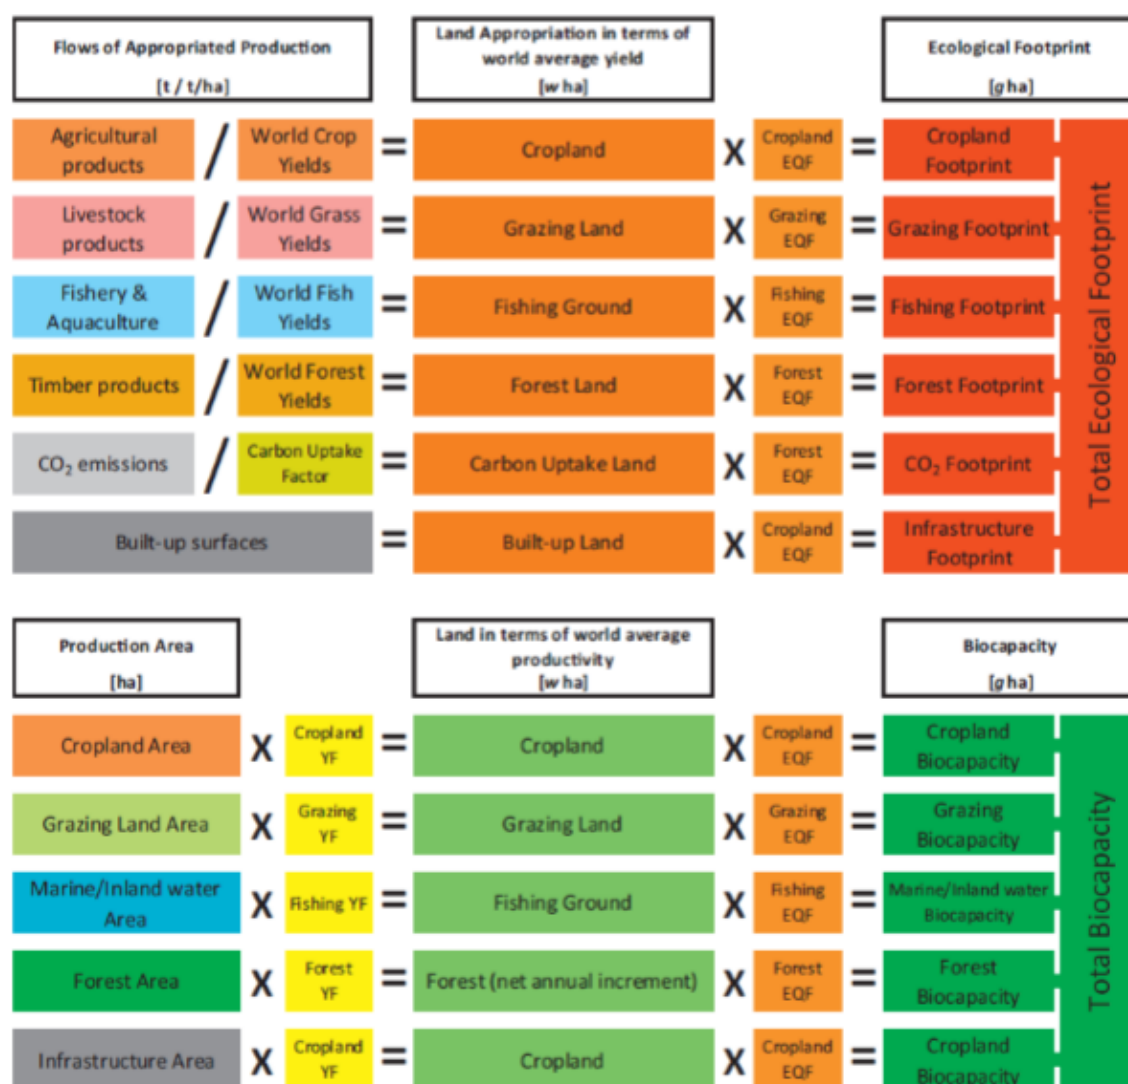 Flows of Appropriated Production
[t / t/ha]
Land Appropriation in terms of
world average yield
[w ha]
Ecological Footprint
[gha]
Agricultural
products
/
World Crop
Yields
=
Cropland
X
Cropland
EQF
=
Cropland
Footprint
Livestock
products
/
World Grass
Yields
=
Grazing Land
X
Grazing
EQF
=
Grazing Footprint
Fishery &
Aquaculture
/
World Fish
Yields
=
Fishing Ground
X
Fishing
EQF
=
Fishing Footprint
Timber products
/
World Forest
Yields
=
Forest Land
X
Forest
EQF
=
Forest Footprint
CO₂ emissions
/
Carbon Uptake
Factor
=
Carbon Uptake Land
X
Forest
EQF
=
CO₂ Footprint
Built-up surfaces
=
Built-up Land
X
Cropland
EQF
=
Infrastructure
Footprint
Total Ecological Footprint
Production Area
[ha]
Land in terms of world average
productivity
[w ha]
Biocapacity
[gha]
Cropland Area
X
Cropland
YF
=
Cropland
X
Cropland
EQF
=
Cropland
Biocapacity
Grazing Land Area
X
Grazing
YF
=
Grazing Land
X
Grazing
EQF
=
Grazing
Biocapacity
Marine/Inland water
Area
X
Fishing YF
=
Fishing Ground
X
Fishing
EQF
=
Marine/Inland water
Biocapacity
Forest Area
X
Forest
YF
=
Forest (net annual increment)
X
Forest
EQF
=
Forest
Biocapacity
Infrastructure Area
X
Cropland
YF
=
Cropland
X
Cropland
EQF
=
Cropland
Biocapacity
Total Biocapacity